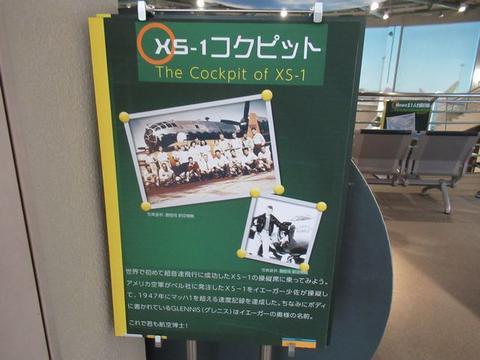 XS-1コクピット
The Cockpit of XS-1
世界で初めて超音速飛行に成功したXS-1の操縦席に乗ってみよう。
アメリカ空軍がベル社に発注したXS-1をイエーガー少佐が操縦し
て、1947年にマッハ1を超える速度記録を達成した。ちなみにボディ
に書かれているGLENNIS(グレニス)はイエーガーの奥様の名前。
これで君も航空博士!